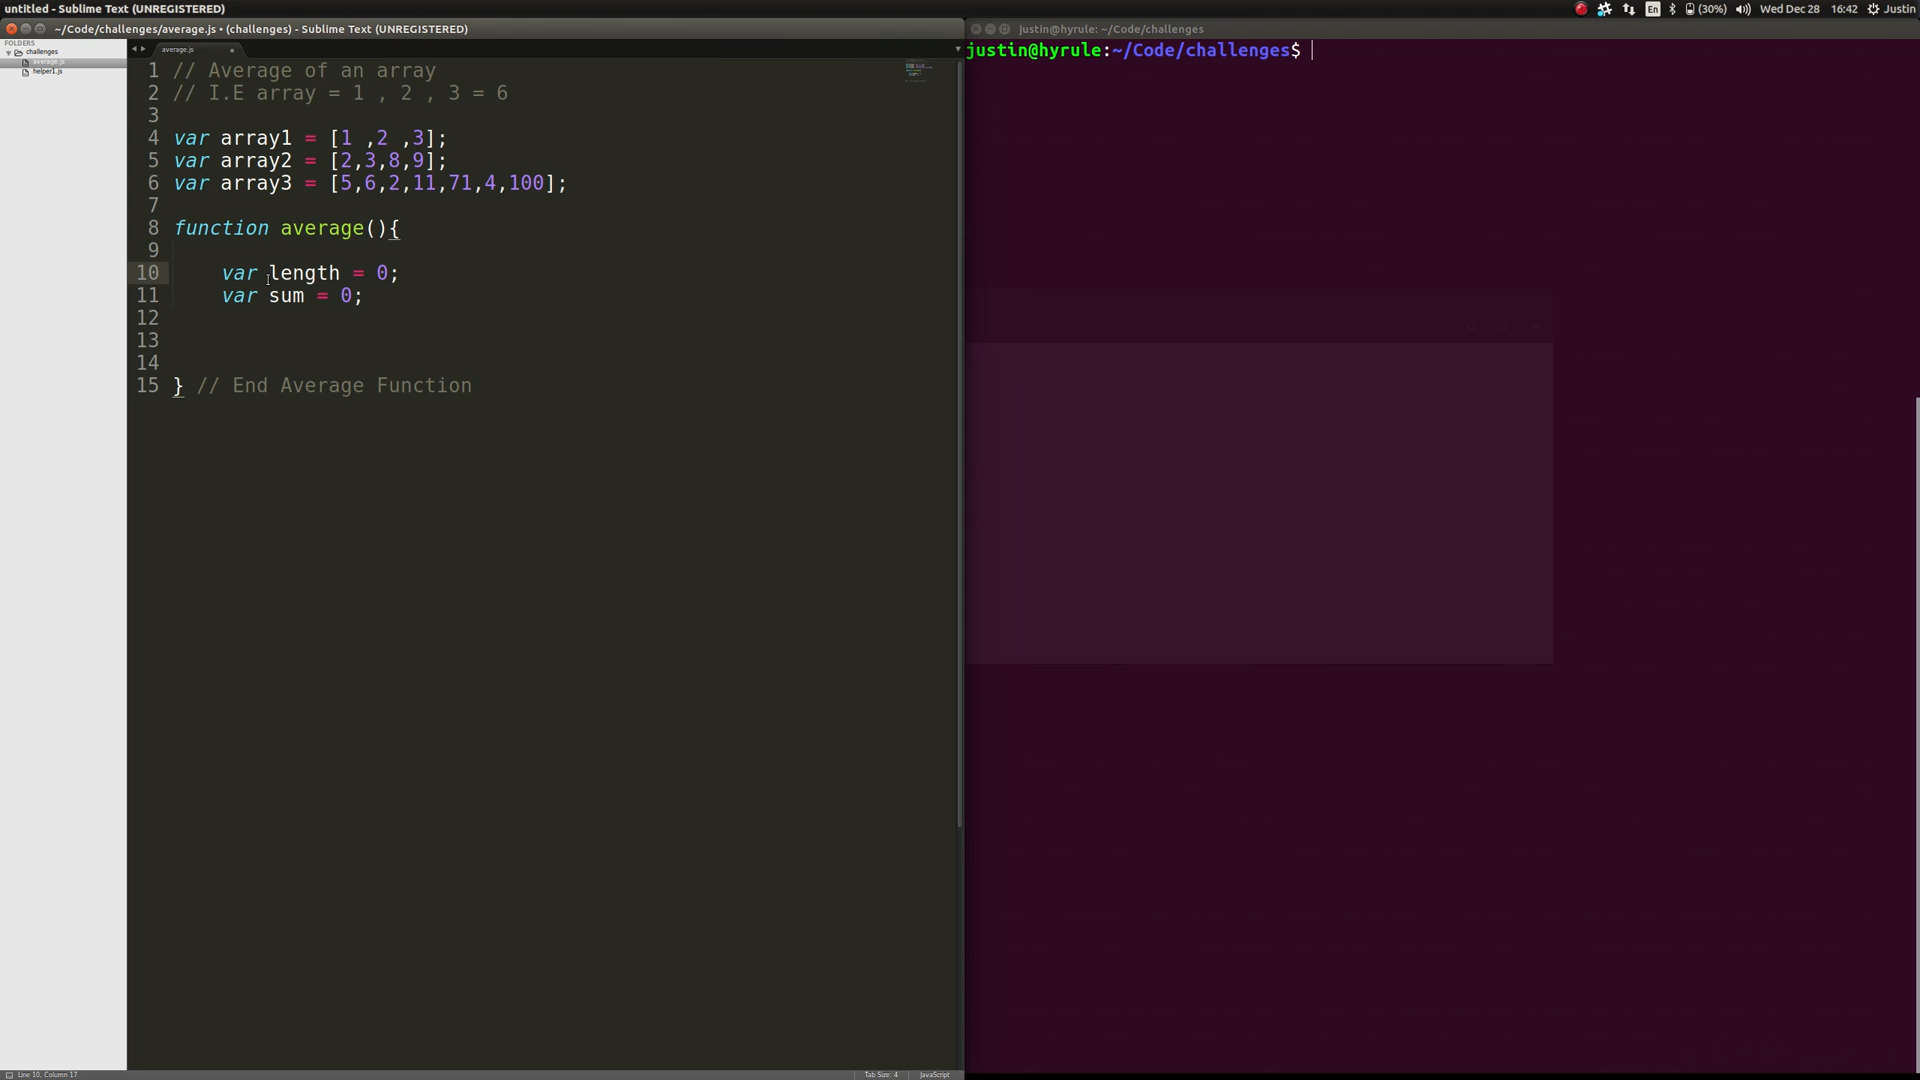 untitled - Sublime Text (UNREGISTERED)
En (30%) Wed Dec 28 16:42 Justin
~/Code/challenges/average.js • (challenges) - Sublime Text (UNREGISTERED)
FOLDERS
challenges
average.js
helper1.js
average.js
1 // Average of an array
2 // I.E array = 1 , 2 , 3 = 6
3
4 var array1 = [1 ,2 ,3];
5 var array2 = [2,3,8,9];
6 var array3 = [5,6,2,11,71,4,100];
7
8 function average(){
9
10 var length = 0;
11 var sum = 0;
12
13
14
15 } // End Average Function
Line 10, Column 17
Tab Size: 4
JavaScript
justin@hyrule: ~/Code/challenges
justin@hyrule:~/Code/challenges$